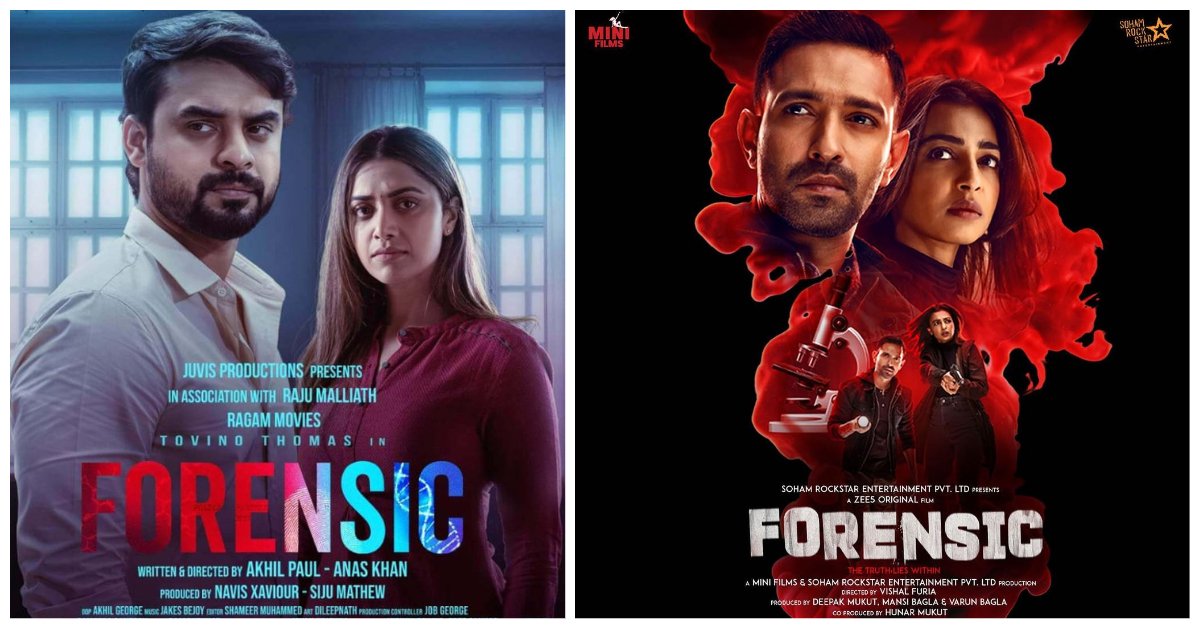 JUVIS PRODUCTIONS PRESENTS
IN ASSOCIATION WITH RAJU MALLIATH
RAGAM MOVIES
TOVINO THOMAS IN
FORENSIC
WRITTEN & DIRECTED BY AKHIL PAUL - ANAS KHAN
PRODUCED BY NAVIS XAVIOUR - SIJU MATHEW
DOP AKHIL GEORGE MUSIC JAKES BEJOY EDITOR SHAMEER MUHAMMED ART DILEEPNATH PRODUCTION CONTROLLER JOB GEORGE
MINI
FILMS
SOHAM
ROCK
STAR
ENTERTAINMENT
SOHAM ROCKSTAR ENTERTAINMENT PVT. LTD PRESENTS
A ZEE5 ORIGINAL FILM
FORENSIC
THE TRUTH LIES WITHIN
A MINI FILMS & SOHAM ROCKSTAR ENTERTAINMENT PVT. LTD PRODUCTION
DIRECTED BY VISHAL FURIA
PRODUCED BY DEEPAK MUKUT, MANSI BAGLA & VARUN BAGLA
CO PRODUCED BY HUNAR MUKUT